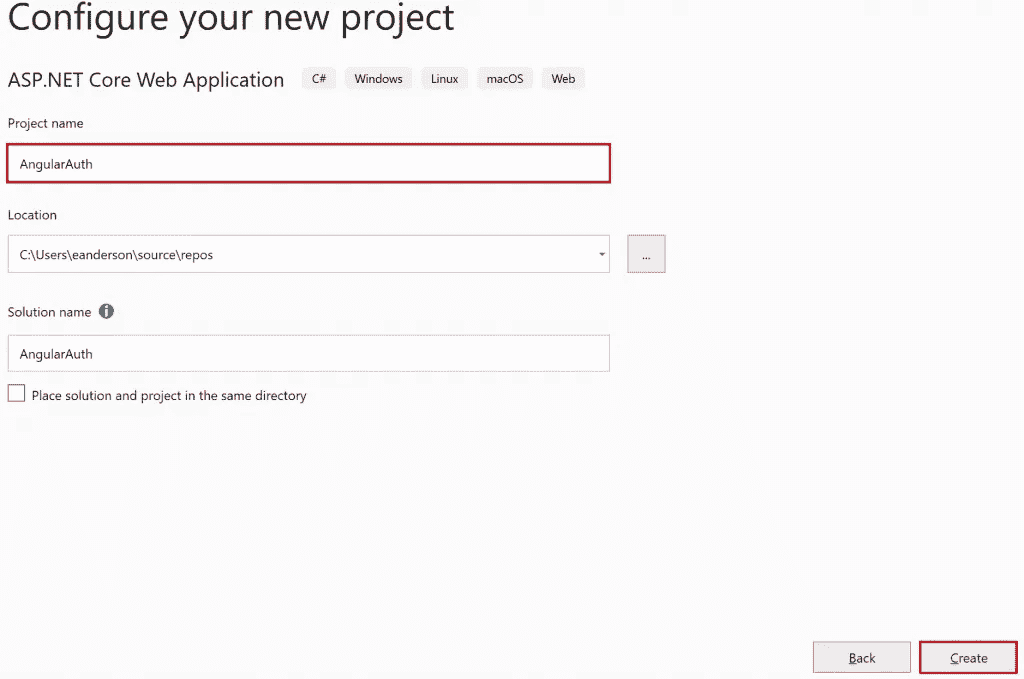 Configure your new project
ASP.NET Core Web Application C# Windows Linux macOS Web
Project name
AngularAuth
Location
C:\Users\eanderson\source\repos
...
Solution name
AngularAuth
Place solution and project in the same directory
Back Create